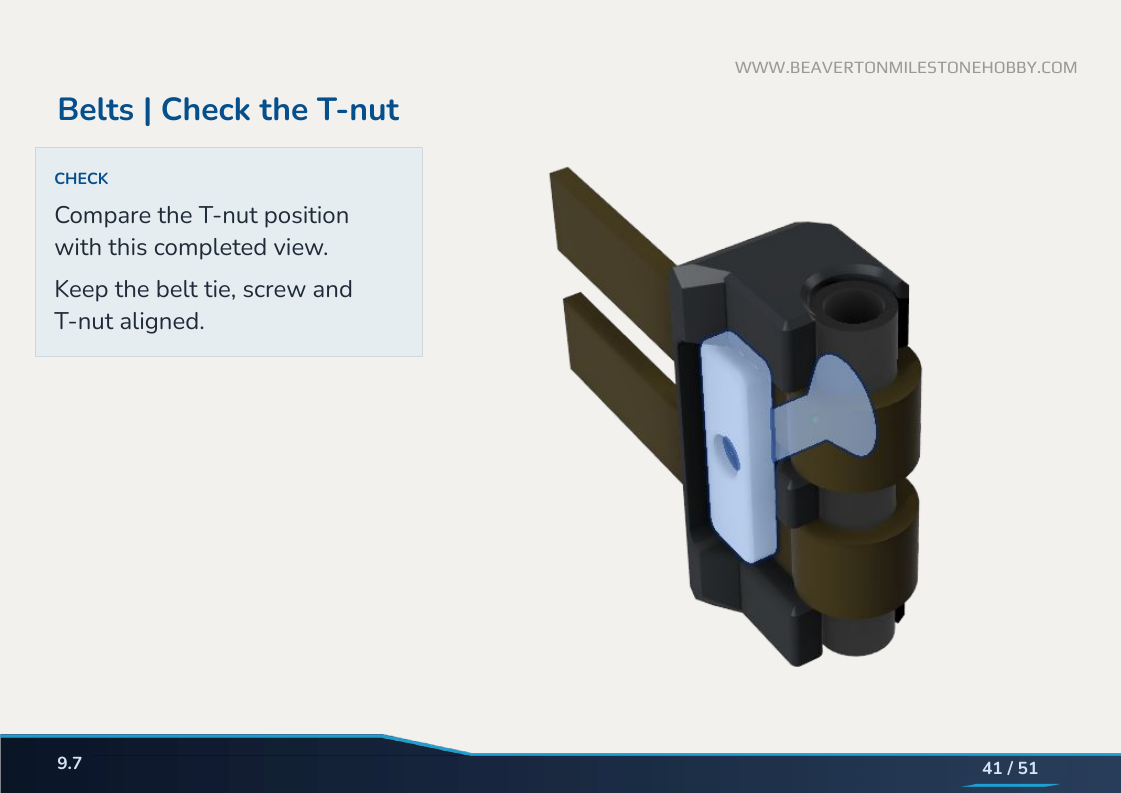 WWW.BEAVERTONMILESTONEHOBBY.COM
Belts | Check the T-nut
CHECK
Compare the T-nut position
with this completed view.
Keep the belt tie, screw and
T-nut aligned.
9.7
41 / 51